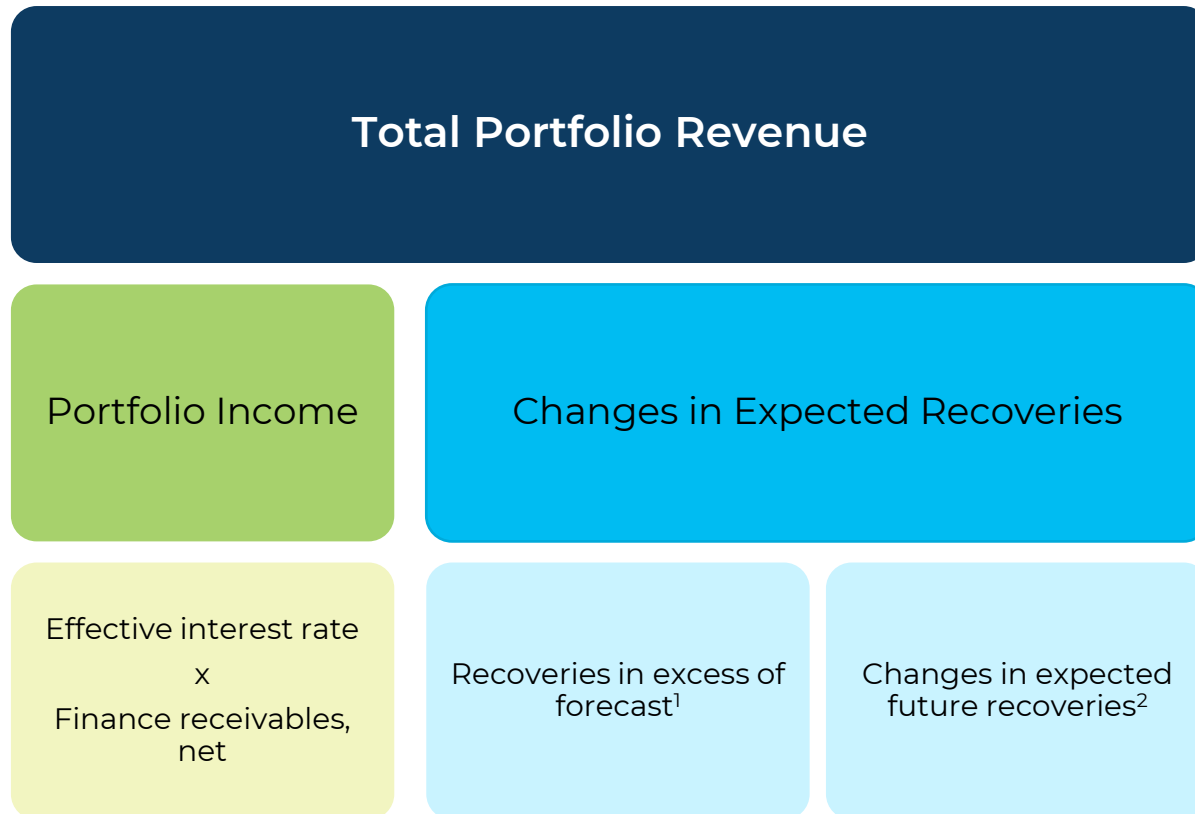 Total Portfolio Revenue
Portfolio Income
Changes in Expected Recoveries
Effective interest rate
x
Finance receivables,
net
Recoveries in excess of
forecast¹
Changes in expected
future recoveries²